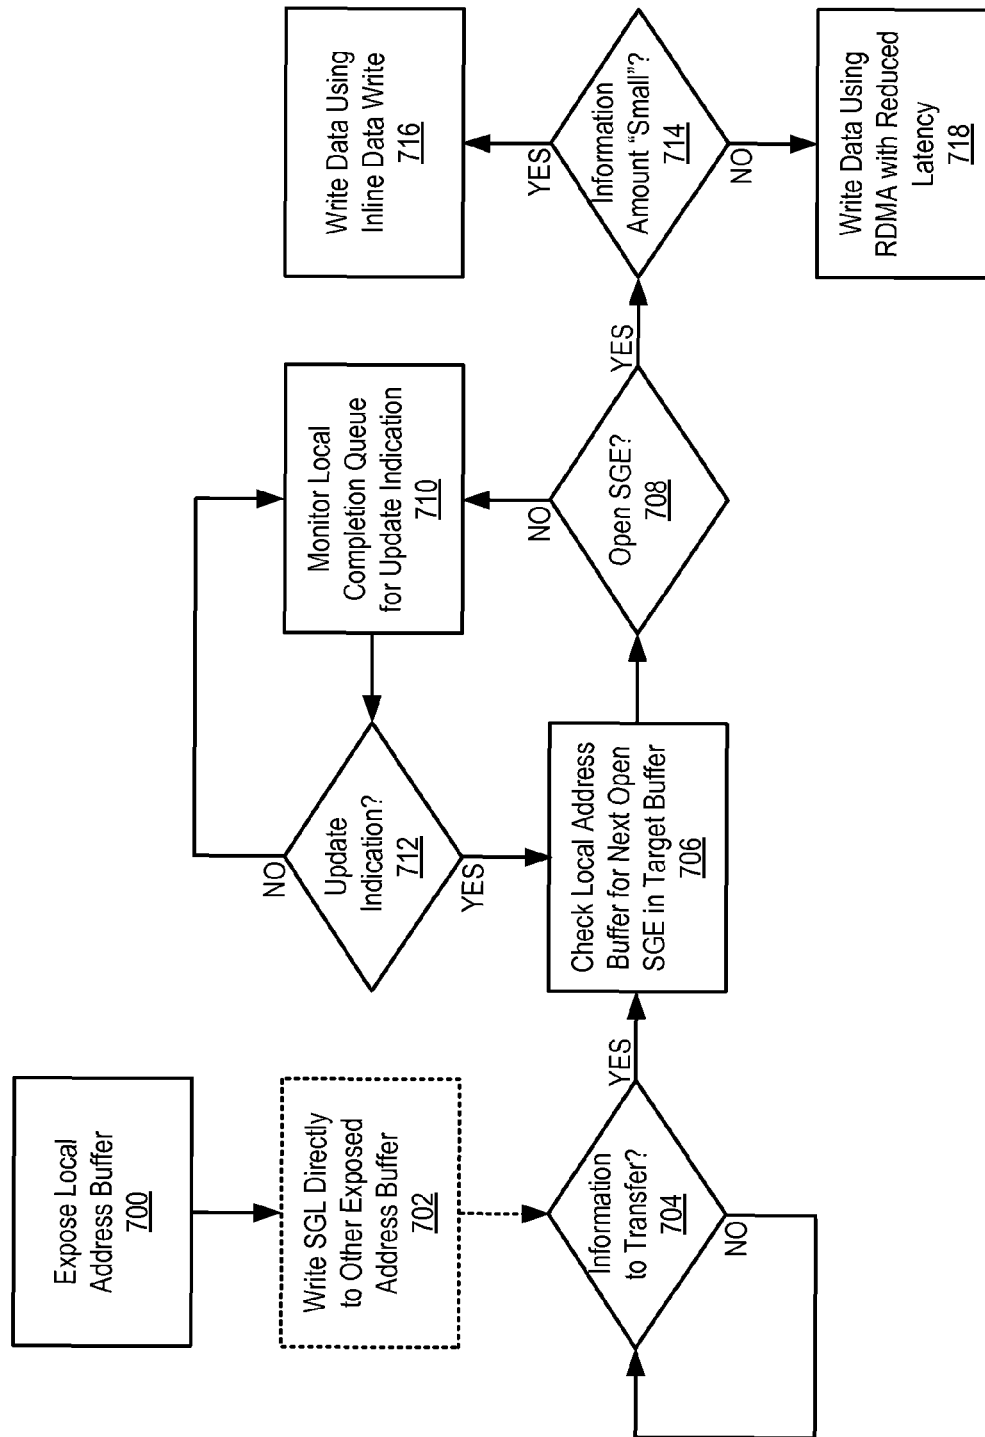 Expose Local
Address Buffer
700
Write SGL Directly
to Other Exposed
Address Buffer
702
Information
to Transfer?
704
NO
YES
Check Local Address
Buffer for Next Open
SGE in Target Buffer
706
Update
Indication?
712
NO
YES
Monitor Local
Completion Queue
for Update Indication
710
Open SGE?
708
NO
YES
Information
Amount “Small”?
714
YES
NO
Write Data Using
Inline Data Write
716
Write Data Using
RDMA with Reduced
Latency
718